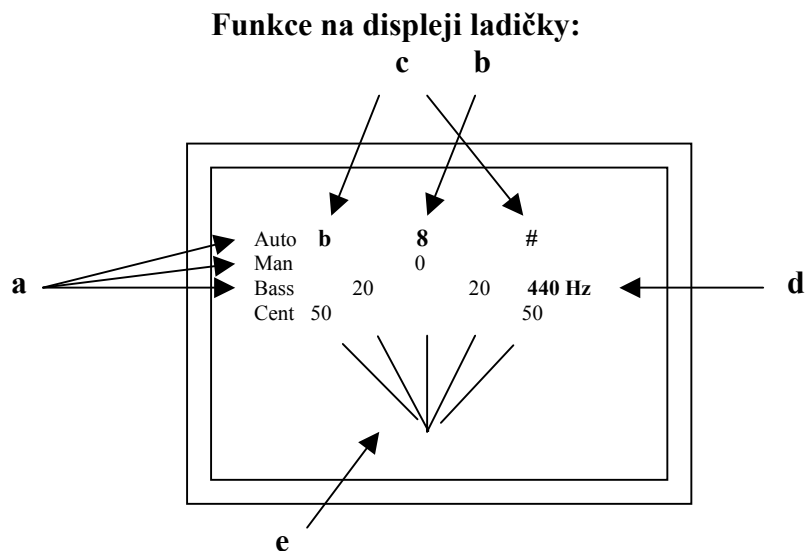 Funkce na displeji ladičky:
c b
Auto b 8 #
Man 0
a Bass 20 20 440 Hz d
Cent 50 50
e